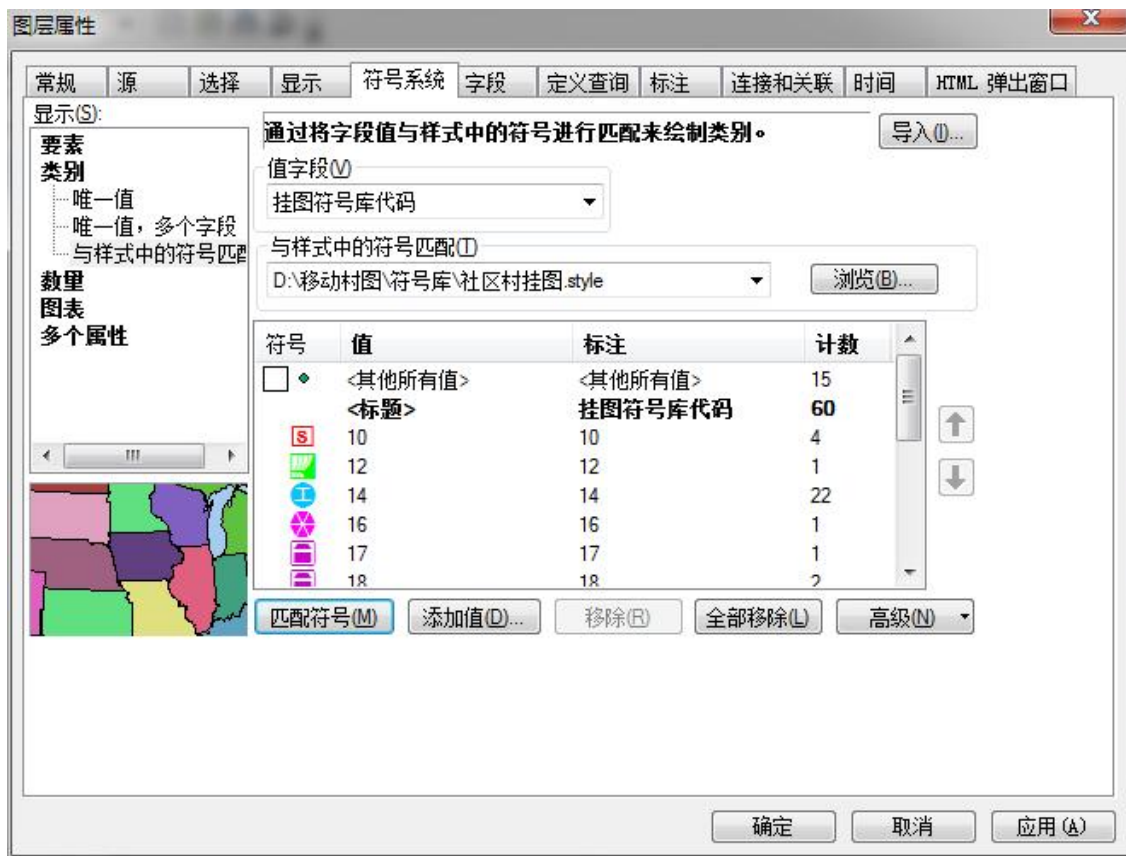 图层属性
常规 源 选择 显示 符号系统 字段 定义查询 标注 连接和关联 时间 HTML 弹出窗口
显示(S):
要素
类别
唯一值
唯一值，多个字段
与样式中的符号匹配
数量
图表
多个属性
通过将字段值与样式中的符号进行匹配来绘制类别。
导入(I)...
值字段(V)
挂图符号库代码
与样式中的符号匹配(T)
D:\移动村图\符号库\社区村挂图.style
浏览(B)...
符号 值 标注 计数
<其他所有值> <其他所有值> 15
<标题> 挂图符号库代码 60
S 10 10 4
12 12 1
工 14 14 22
16 16 1
17 17 1
18 18 2
匹配符号(M) 添加值(D)... 移除(R) 全部移除(L) 高级(N)
确定 取消 应用(A)